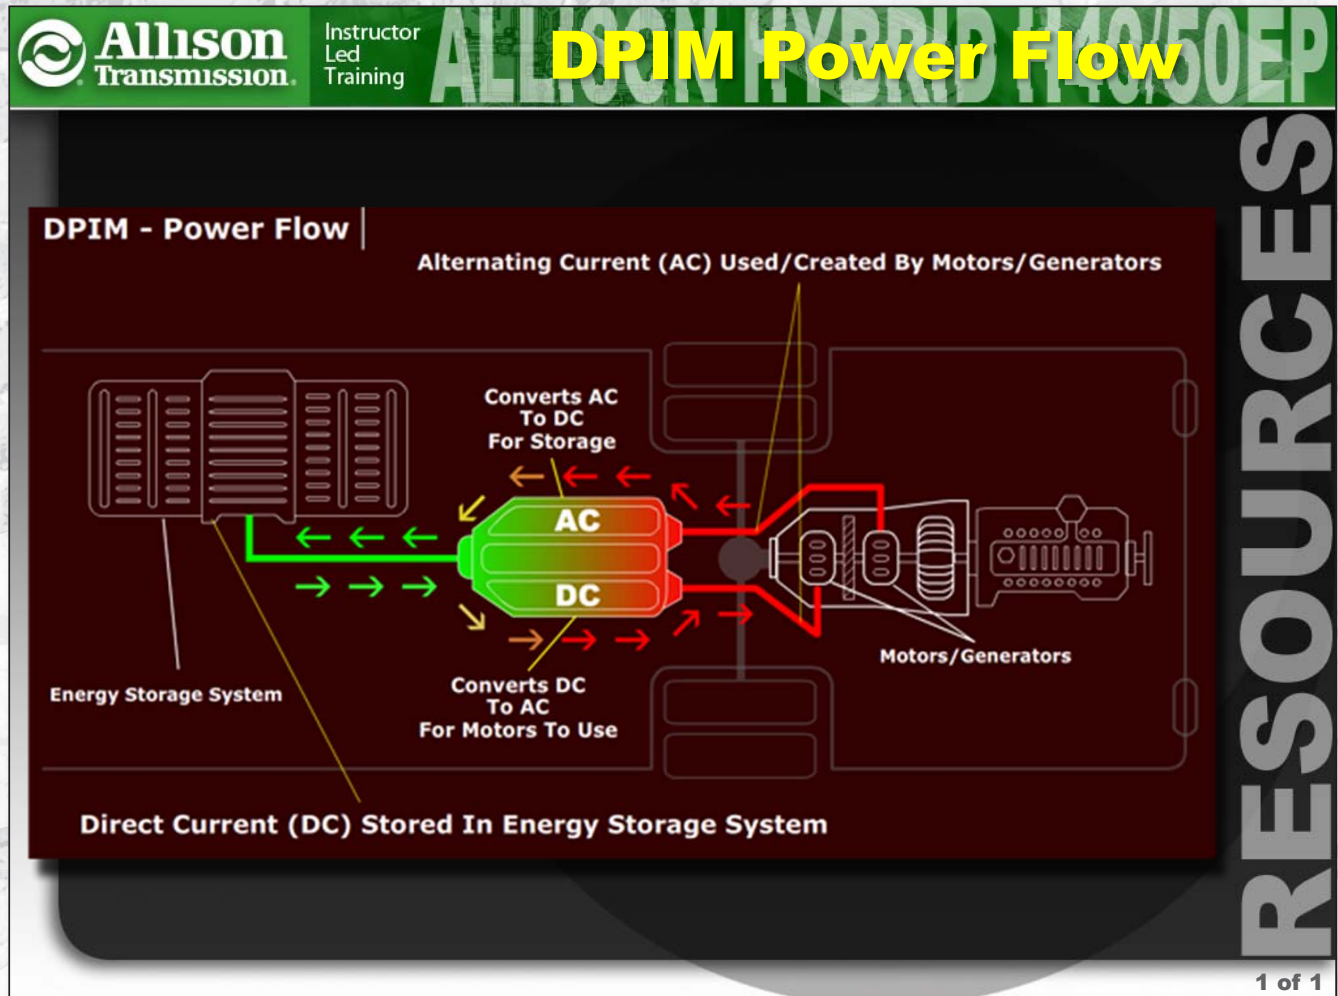 Allison
Transmission.
Instructor
Led
Training
ALLISON HYBRID H40/50EP
DPIM Power Flow
RESOURCES
DPIM - Power Flow
Alternating Current (AC) Used/Created By Motors/Generators
Converts AC
To DC
For Storage
AC
DC
Motors/Generators
Energy Storage System
Converts DC
To AC
For Motors To Use
Direct Current (DC) Stored In Energy Storage System
1 of 1